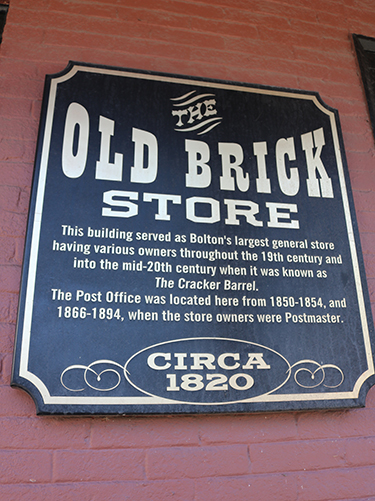 THE
OLD BRICK
STORE
This building served as Bolton's largest general store
having various owners throughout the 19th century and
into the mid-20th century when it was known as
The Cracker Barrel.
The Post Office was located here from 1850-1854, and
1866-1894, when the store owners were Postmaster.
CIRCA
1820